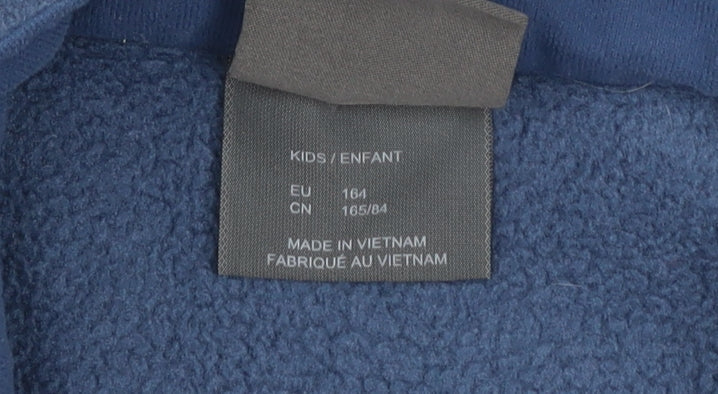 KIDS / ENFANT
EU 164
CN 165/84
MADE IN VIETNAM
FABRIQUÉ AU VIETNAM